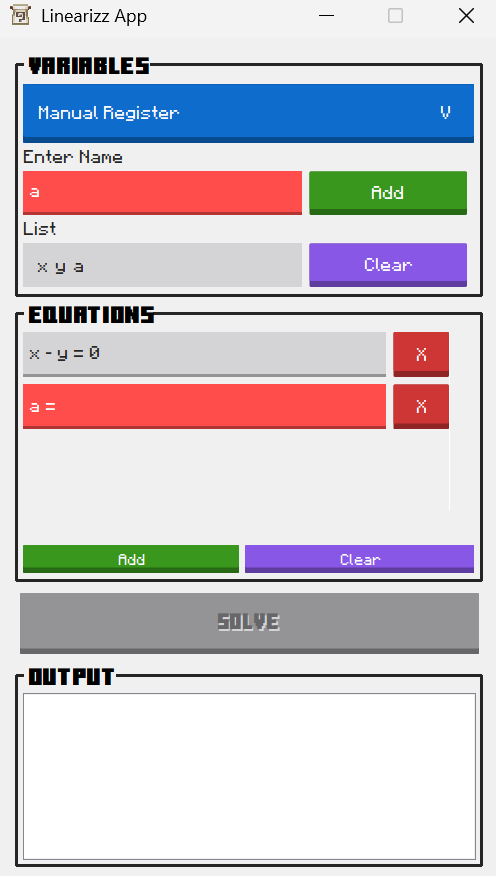 Linearizz App
VARIABLES
Manual Register V
Enter Name
a Add
List
x y a Clear
EQUATIONS
x - y = 0 X
a = X
Add Clear
SOLVE
OUTPUT